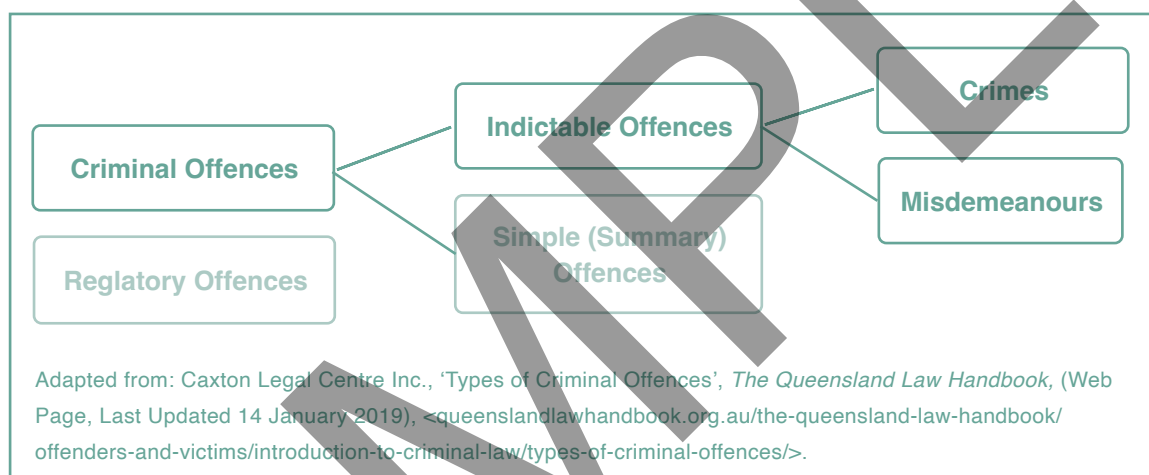 Crimes
Indictable Offences
Criminal Offences
Misdemeanours
Simple (Summary)
Offences
Reglatory Offences
Adapted from: Caxton Legal Centre Inc., ‘Types of Criminal Offences’, The Queensland Law Handbook, (Web
Page, Last Updated 14 January 2019), <queenslandlawhandbook.org.au/the-queensland-law-handbook/
offenders-and-victims/introduction-to-criminal-law/types-of-criminal-offences/>.
MPL